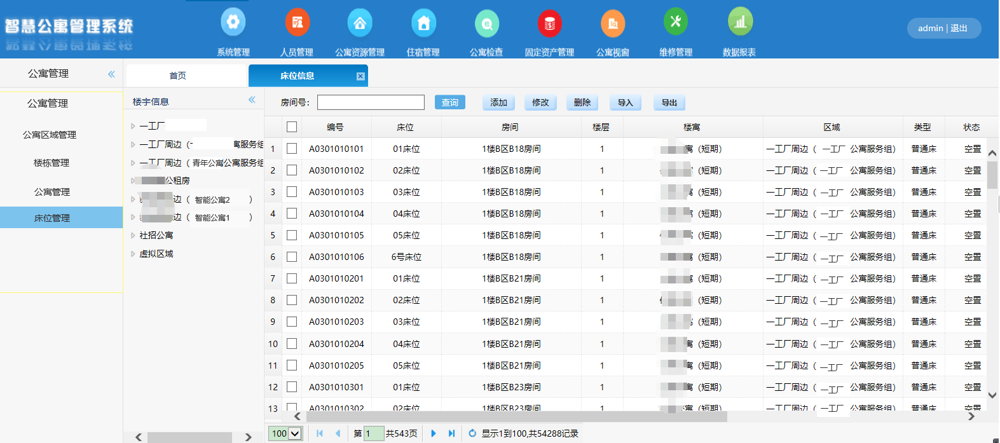 智慧公寓管理系统
系统管理 人员管理 公寓资源管理 住宿管理 公寓检查 固定资产管理 公寓视窗 维修管理 数据报表
admin | 退出
公寓管理
首页 床位信息
公寓管理
公寓区域管理
楼栋管理
公寓管理
床位管理
楼宇信息
一工厂
一工厂周边（ 寓服务组
一工厂周边（ 青年公寓公寓服务组
公租房
边（ 智能公寓2 ）
边（ 智能公寓1 ）
社招公寓
虚拟区域
房间号： 查询 添加 修改 删除 导入 导出
编号 床位 房间 楼层 楼寓 区域 类型 状态
1 A0301010101 01床位 1楼B区B18房间 1 寓（短期） 一工厂周边（ 一工厂 公寓服务组） 普通床 空置
2 A0301010102 02床位 1楼B区B18房间 1 寓（短期） 一工厂周边（ 一工厂 公寓服务组） 普通床 空置
3 A0301010103 03床位 1楼B区B18房间 1 寓（短期） 一工厂周边（ 一工厂 公寓服务组） 普通床 空置
4 A0301010104 04床位 1楼B区B18房间 1 寓（短期） 一工厂周边（ 一工厂 公寓服务组） 普通床 空置
5 A0301010105 05床位 1楼B区B18房间 1 寓（短期） 一工厂周边（ 一工厂 公寓服务组） 普通床 空置
6 A0301010106 6号床位 1楼B区B18房间 1 寓（短期） 一工厂周边（ 一工厂 公寓服务组） 普通床 空置
7 A0301010201 01床位 1楼B区B21房间 1 寓（短期） 一工厂周边（ 一工厂 公寓服务组） 普通床 空置
8 A0301010202 02床位 1楼B区B21房间 1 寓（短期） 一工厂周边（ 一工厂 公寓服务组） 普通床 空置
9 A0301010203 03床位 1楼B区B21房间 1 寓（短期） 一工厂周边（ 一工厂 公寓服务组） 普通床 空置
10 A0301010204 04床位 1楼B区B21房间 1 寓（短期） 一工厂周边（ 一工厂 公寓服务组） 普通床 空置
11 A0301010205 05床位 1楼B区B21房间 1 寓（短期） 一工厂周边（ 一工厂 公寓服务组） 普通床 空置
12 A0301010301 01床位 1楼B区B23房间 1 寓（短期） 一工厂周边（ 一工厂 公寓服务组） 普通床 空置
13 A0301010302 02床位 1楼B区B23房间 1 寓（短期） 一工厂周边（ 一工厂 公寓服务组） 普通床 空置
100 第 1 共543页 显示1到100,共54288记录